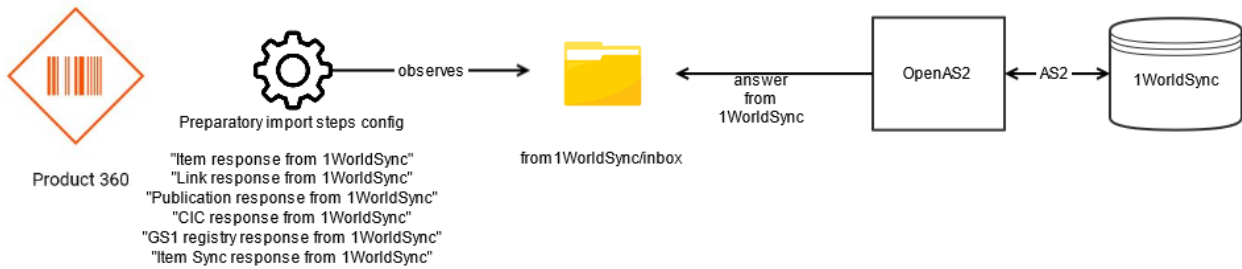 Product 360
observes
Preparatory import steps config
"Item response from 1WorldSync"
"Link response from 1WorldSync"
"Publication response from 1WorldSync"
"CIC response from 1WorldSync"
"GS1 registry response from 1WorldSync"
"Item Sync response from 1WorldSync"
from1WorldSync/inbox
answer
from
1WorldSync
OpenAS2
AS2
1WorldSync